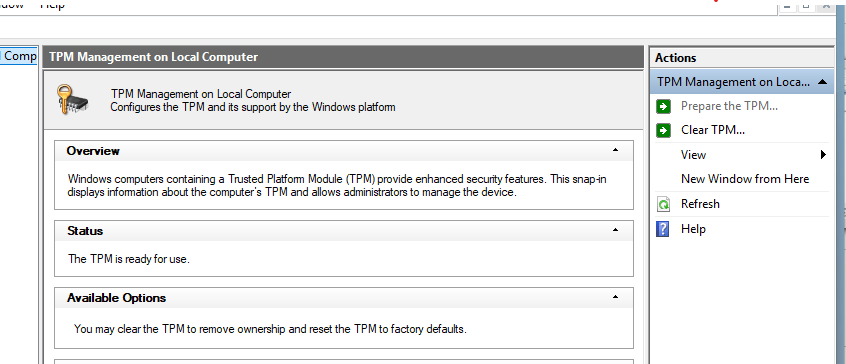 Help
Comp
TPM Management on Local Computer
TPM Management on Local Computer
Configures the TPM and its support by the Windows platform
Overview
Windows computers containing a Trusted Platform Module (TPM) provide enhanced security features. This snap-in
displays information about the computer's TPM and allows administrators to manage the device.
Status
The TPM is ready for use.
Available Options
You may clear the TPM to remove ownership and reset the TPM to factory defaults.
Actions
TPM Management on Loca...
Prepare the TPM...
Clear TPM...
View
New Window from Here
Refresh
Help